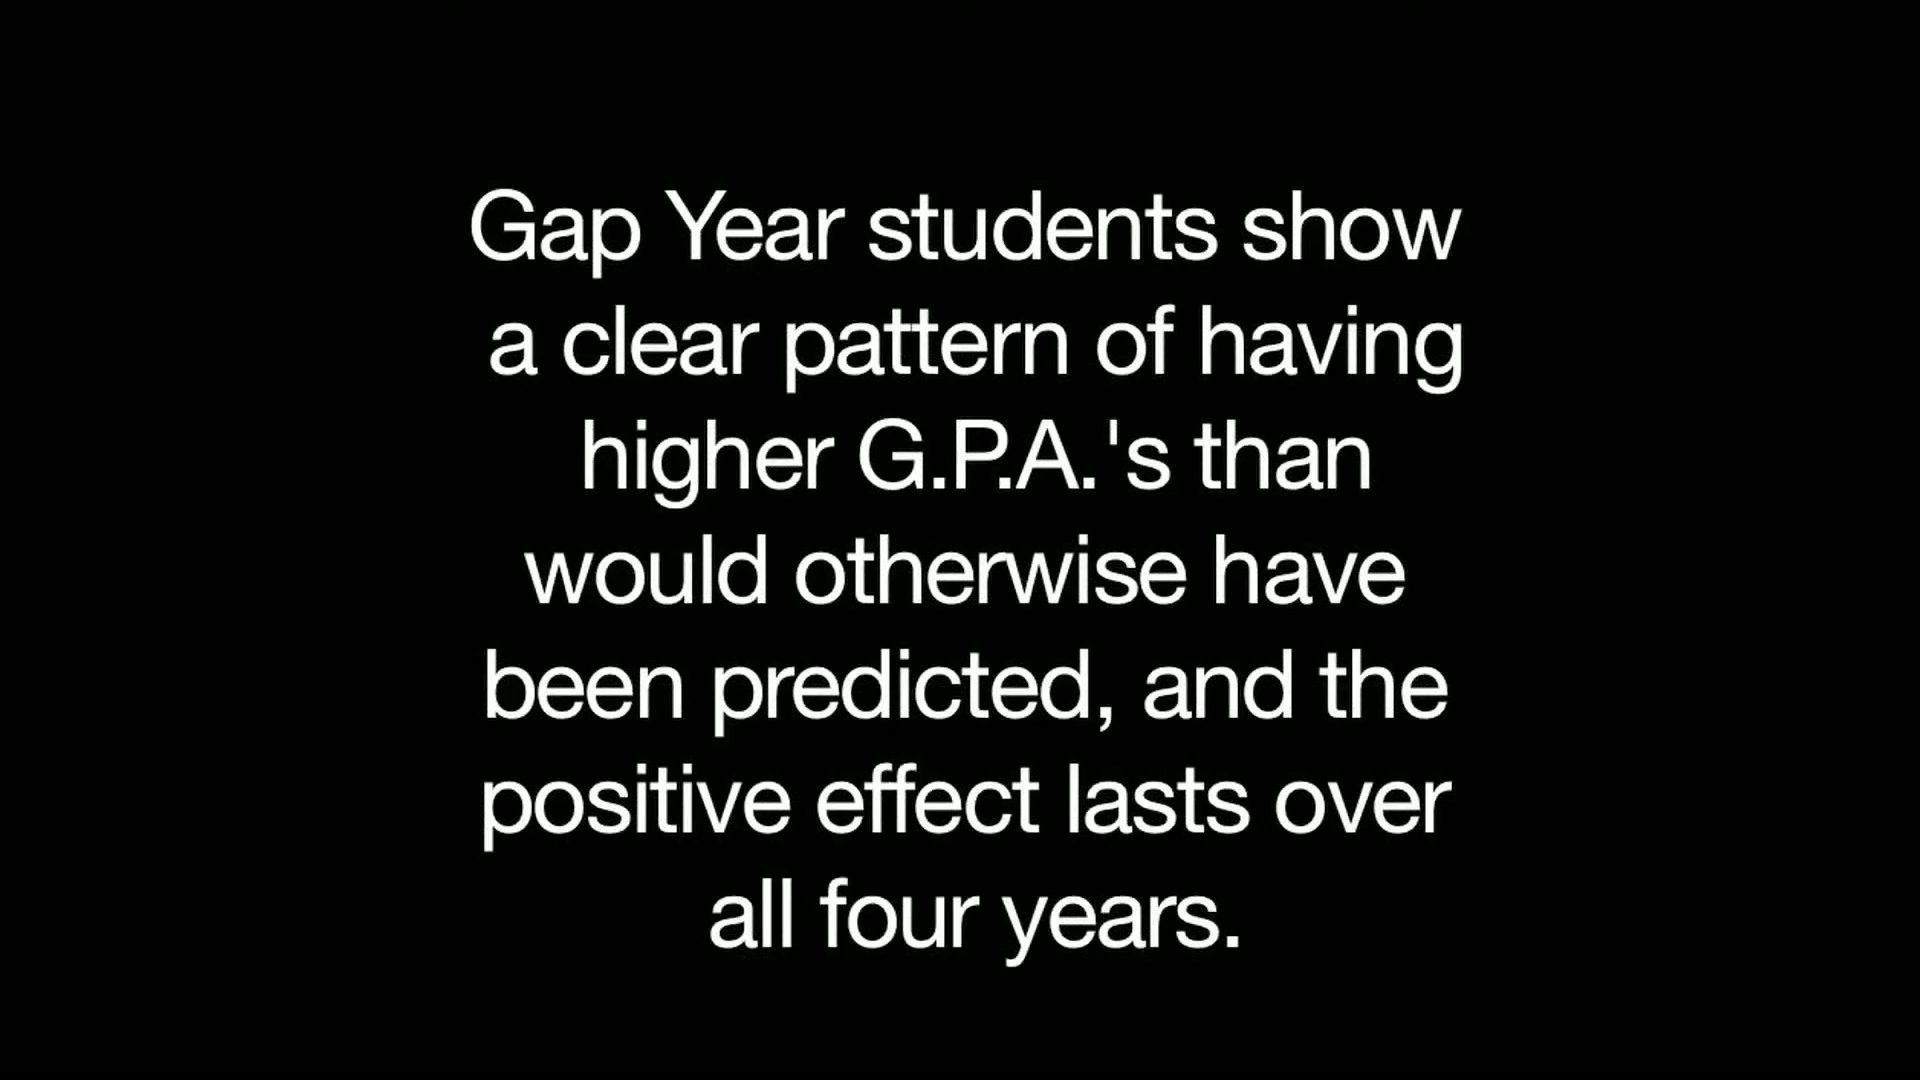 Gap Year students show
a clear pattern of having
higher G.P.A.'s than
would otherwise have
been predicted, and the
positive effect lasts over
all four years.